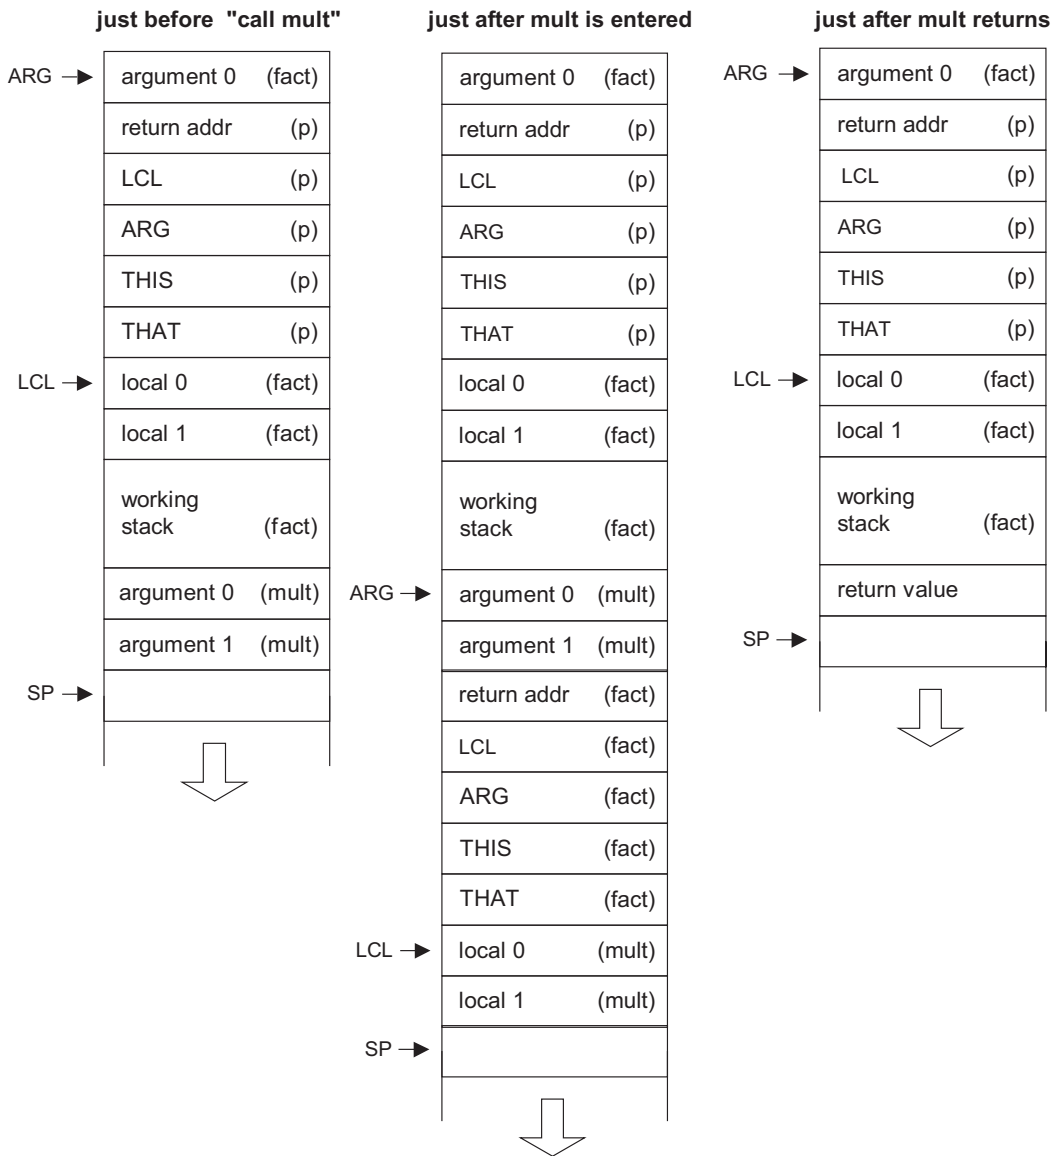 just before "call mult"
ARG argument 0 (fact)
return addr (p)
LCL (p)
ARG (p)
THIS (p)
THAT (p)
LCL local 0 (fact)
local 1 (fact)
working
stack (fact)
argument 0 (mult)
argument 1 (mult)
SP
just after mult is entered
argument 0 (fact)
return addr (p)
LCL (p)
ARG (p)
THIS (p)
THAT (p)
local 0 (fact)
local 1 (fact)
working
stack (fact)
ARG argument 0 (mult)
argument 1 (mult)
return addr (fact)
LCL (fact)
ARG (fact)
THIS (fact)
THAT (fact)
LCL local 0 (mult)
local 1 (mult)
SP
just after mult returns
ARG argument 0 (fact)
return addr (p)
LCL (p)
ARG (p)
THIS (p)
THAT (p)
LCL local 0 (fact)
local 1 (fact)
working
stack (fact)
return value
SP